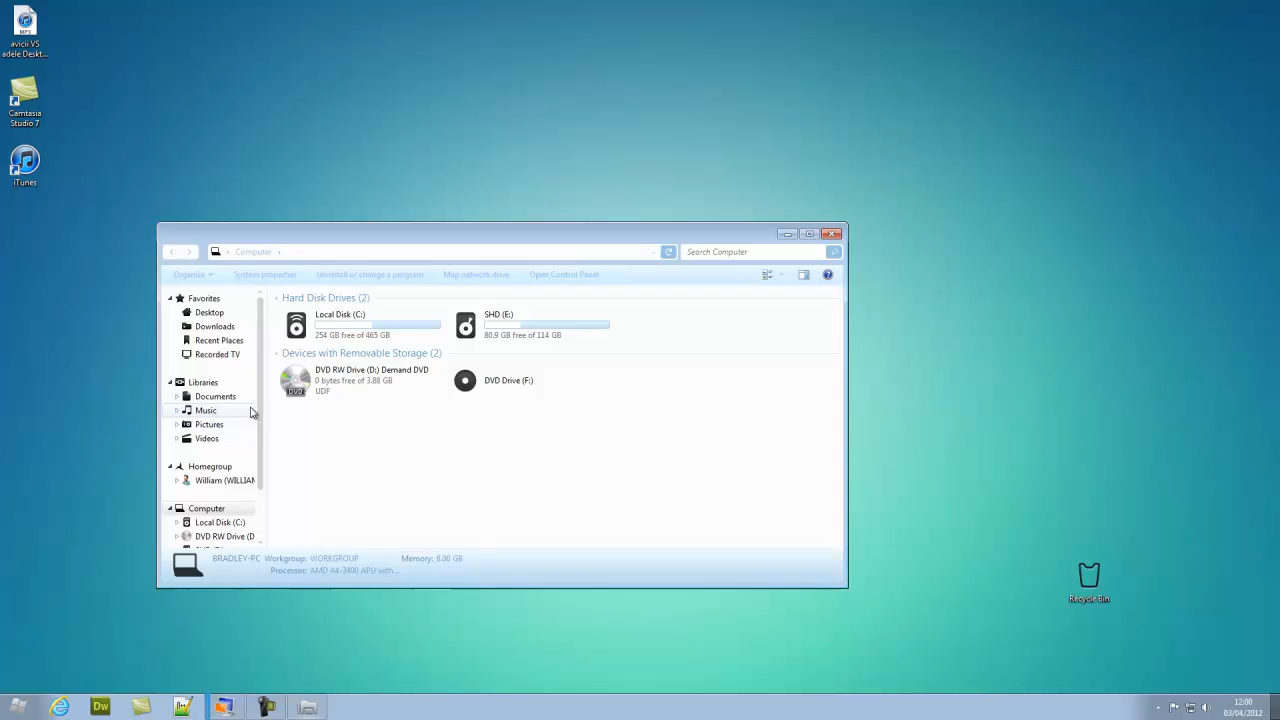 avicii VS
adele Deskt...
Camtasia
Studio 7
iTunes
Computer
Search Computer
Organize
System properties
Uninstall or change a program
Map network drive
Open Control Panel
Favorites
Desktop
Downloads
Recent Places
Recorded TV
Libraries
Documents
Music
Pictures
Videos
Homegroup
William (WILLIAM
Computer
Local Disk (C:)
DVD RW Drive (D
Hard Disk Drives (2)
Local Disk (C:)
254 GB free of 465 GB
SHD (E:)
80.9 GB free of 114 GB
Devices with Removable Storage (2)
DVD RW Drive (D:) Demand DVD
0 bytes free of 3.88 GB
UDF
DVD
DVD Drive (F:)
BRADLEY-PC Workgroup: WORKGROUP Memory: 8.00 GB
Processor: AMD A4-3400 APU with...
Recycle Bin
Dw
12:00
03/04/2012